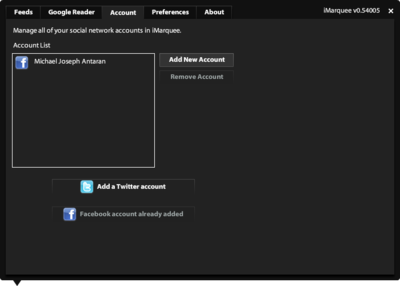 Feeds Google Reader Account Preferences About iMarquee v0.54005 ×
Manage all of your social network accounts in iMarquee.
Account List
Michael Joseph Antaran
Add New Account
Remove Account
Add a Twitter account
Facebook account already added